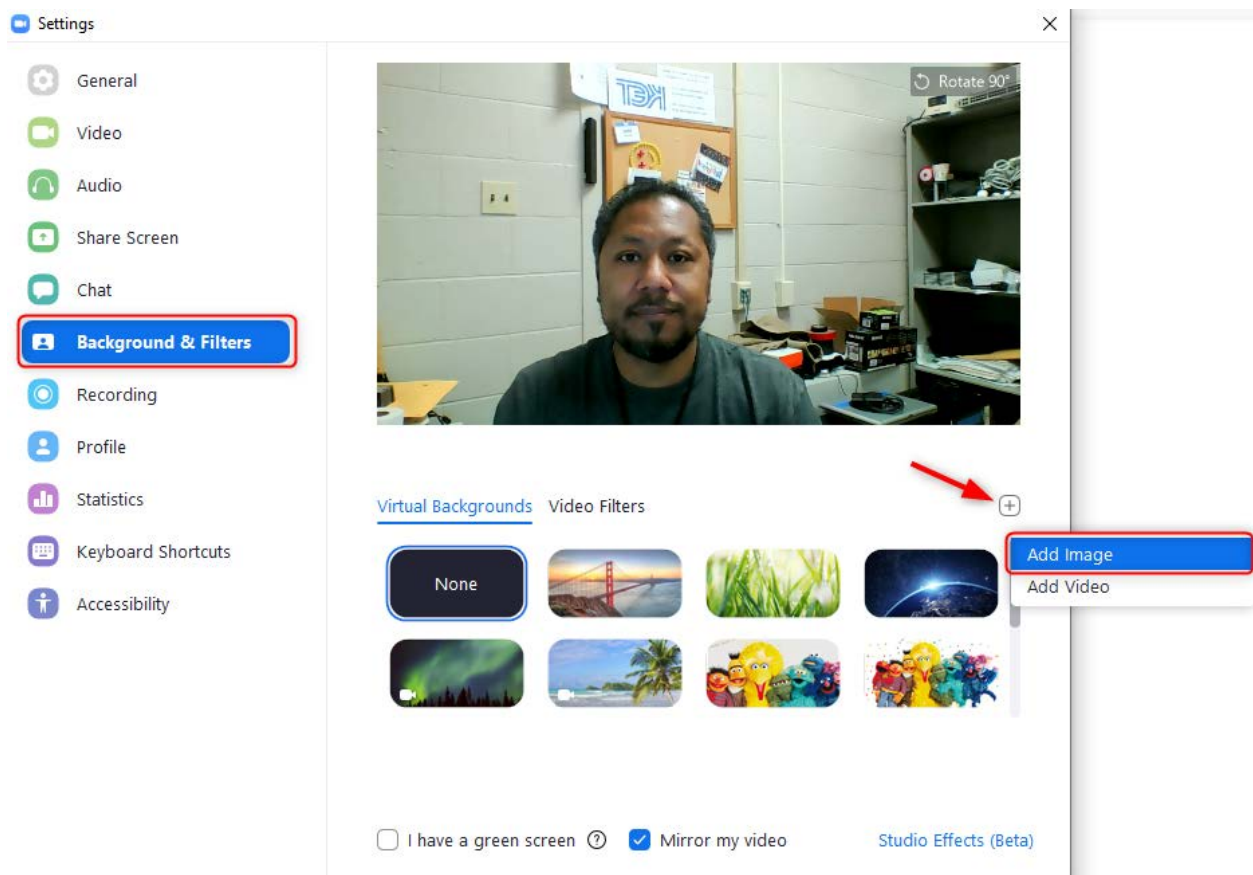 Settings
General
Video
Audio
Share Screen
Chat
Background & Filters
Recording
Profile
Statistics
Keyboard Shortcuts
Accessibility
Rotate 90°
KET
Virtual Backgrounds Video Filters
None
Add Image
Add Video
I have a green screen
Mirror my video
Studio Effects (Beta)